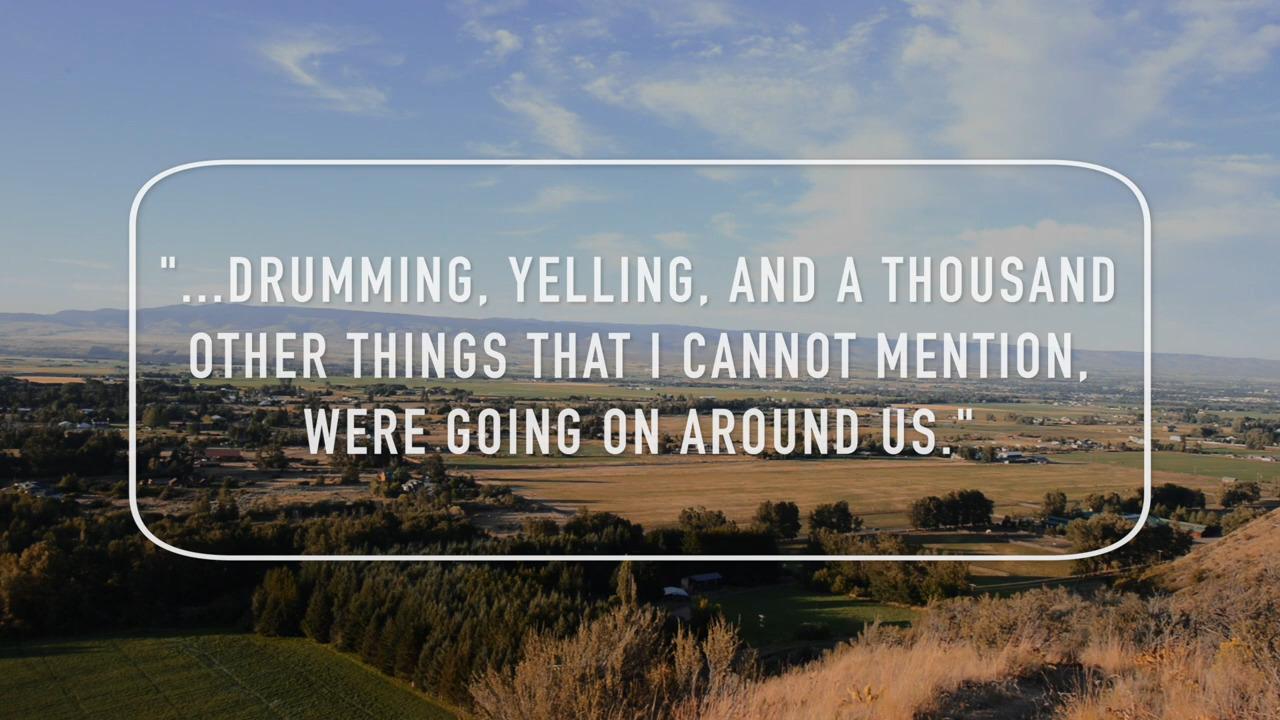 "...DRUMMING, YELLING, AND A THOUSAND
OTHER THINGS THAT I CANNOT MENTION,
WERE GOING ON AROUND US."